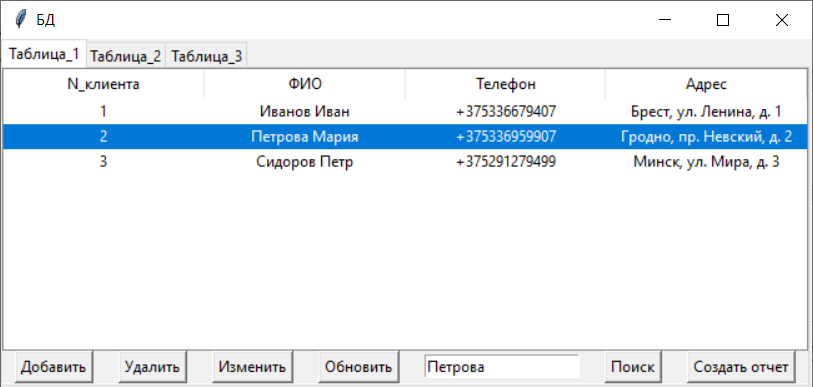 БД
Таблица_1 Таблица_2 Таблица_3
N_клиента ФИО Телефон Адрес
1 Иванов Иван +375336679407 Брест, ул. Ленина, д. 1
2 Петрова Мария +375336959907 Гродно, пр. Невский, д. 2
3 Сидоров Петр +375291279499 Минск, ул. Мира, д. 3
Добавить Удалить Изменить Обновить Петрова Поиск Создать отчет